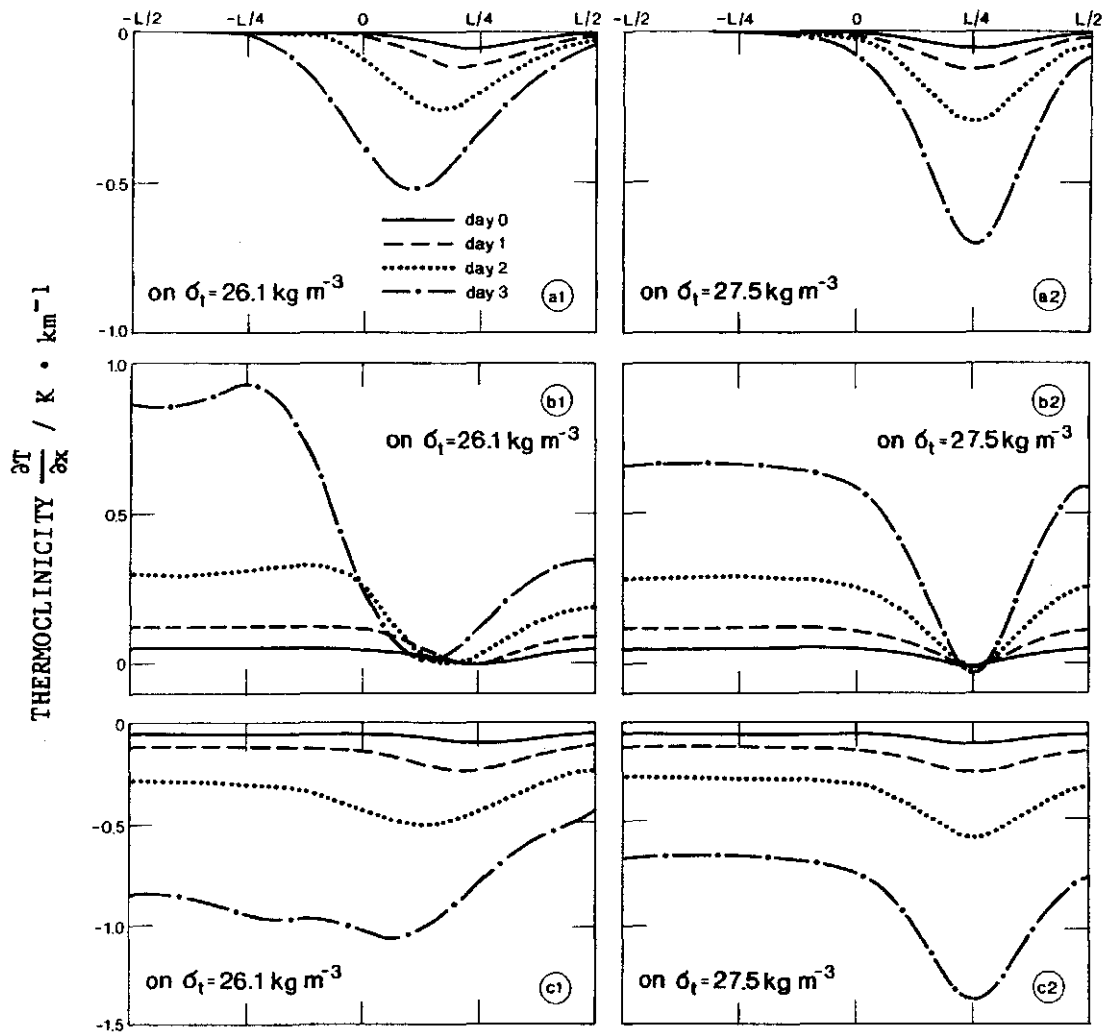 -L/2 -L/4 0 L/4 L/2 -L/2 -L/4 0 L/4 L/2
0
-0.5
-1.0
day 0
day 1
day 2
day 3
on σt=26.1 kg m⁻³ a1
on σt=27.5 kg m⁻³ a2
THERMOCLINICITY ∂T/∂x / K • km⁻¹
1.0
0.5
0
b1
on σt=26.1 kg m⁻³
b2
on σt=27.5 kg m⁻³
0
-0.5
-1.0
-1.5
on σt=26.1 kg m⁻³ c1
on σt=27.5 kg m⁻³ c2